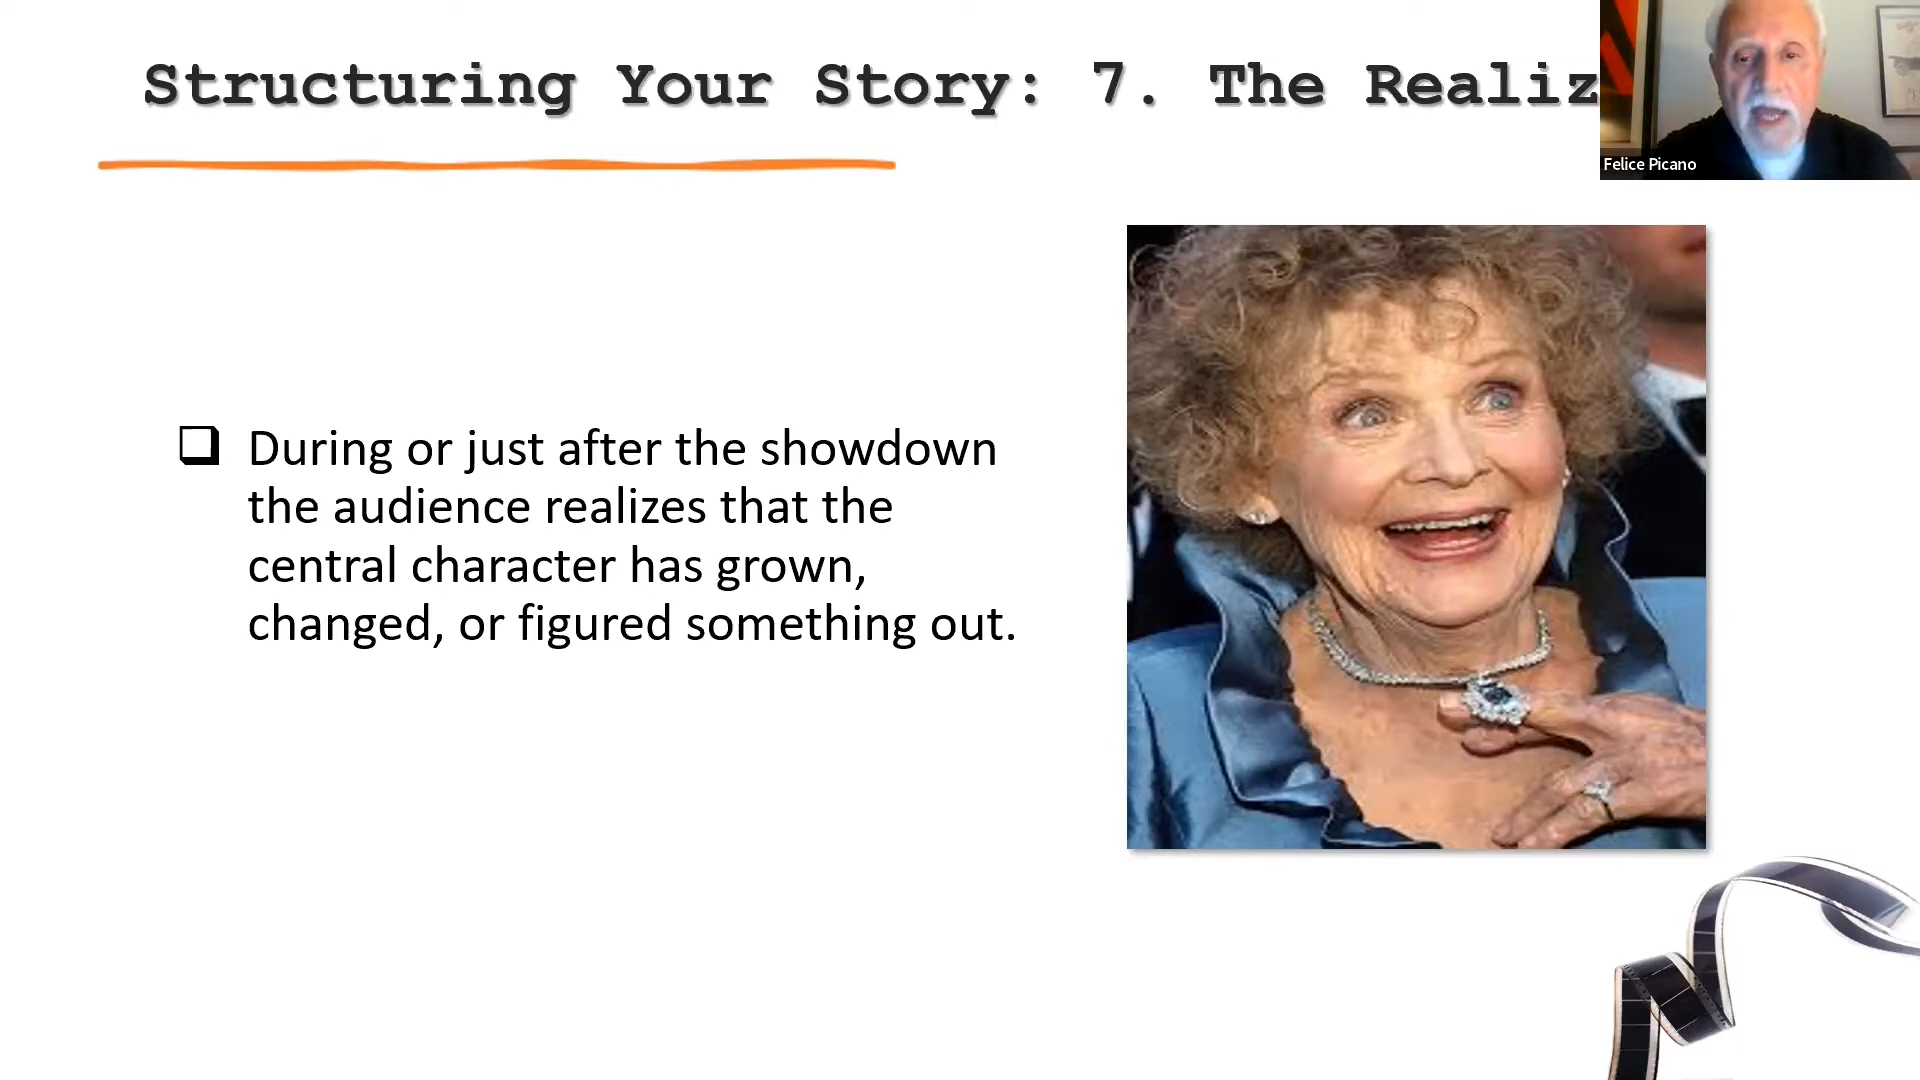 Structuring Your Story: 7. The Realiz
Felice Picano
❑ During or just after the showdown
the audience realizes that the
central character has grown,
changed, or figured something out.